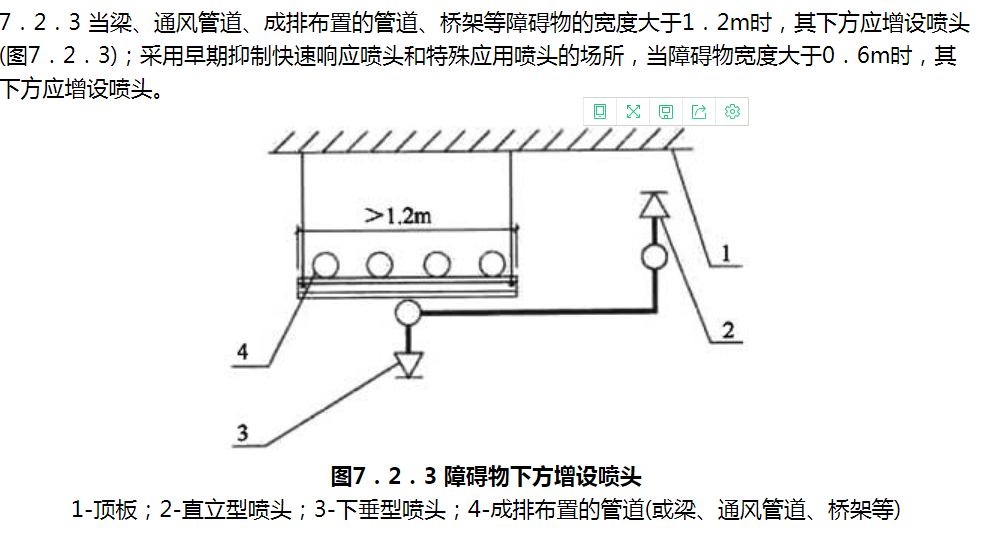 7．2．3 当梁、通风管道、成排布置的管道、桥架等障碍物的宽度大于1．2m时，其下方应增设喷头
(图7．2．3)；采用早期抑制快速响应喷头和特殊应用喷头的场所，当障碍物宽度大于0．6m时，其
下方应增设喷头。
>1.2m
1
2
4
3
图7．2．3 障碍物下方增设喷头
1-顶板；2-直立型喷头；3-下垂型喷头；4-成排布置的管道(或梁、通风管道、桥架等)